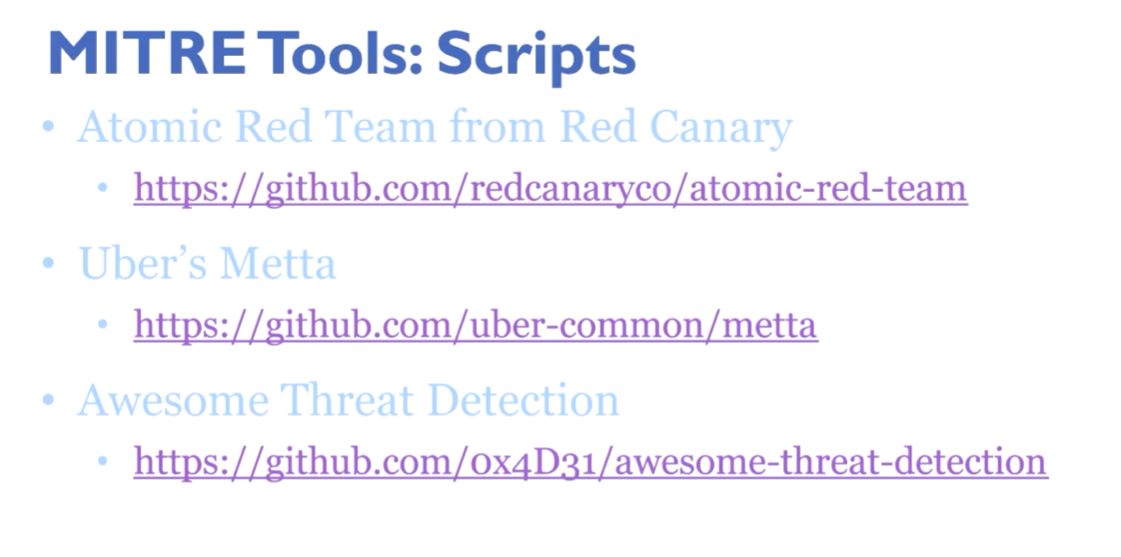 MITRE Tools: Scripts
• Atomic Red Team from Red Canary
• https://github.com/redcanaryco/atomic-red-team
• Uber’s Metta
• https://github.com/uber-common/metta
• Awesome Threat Detection
• https://github.com/0x4D31/awesome-threat-detection